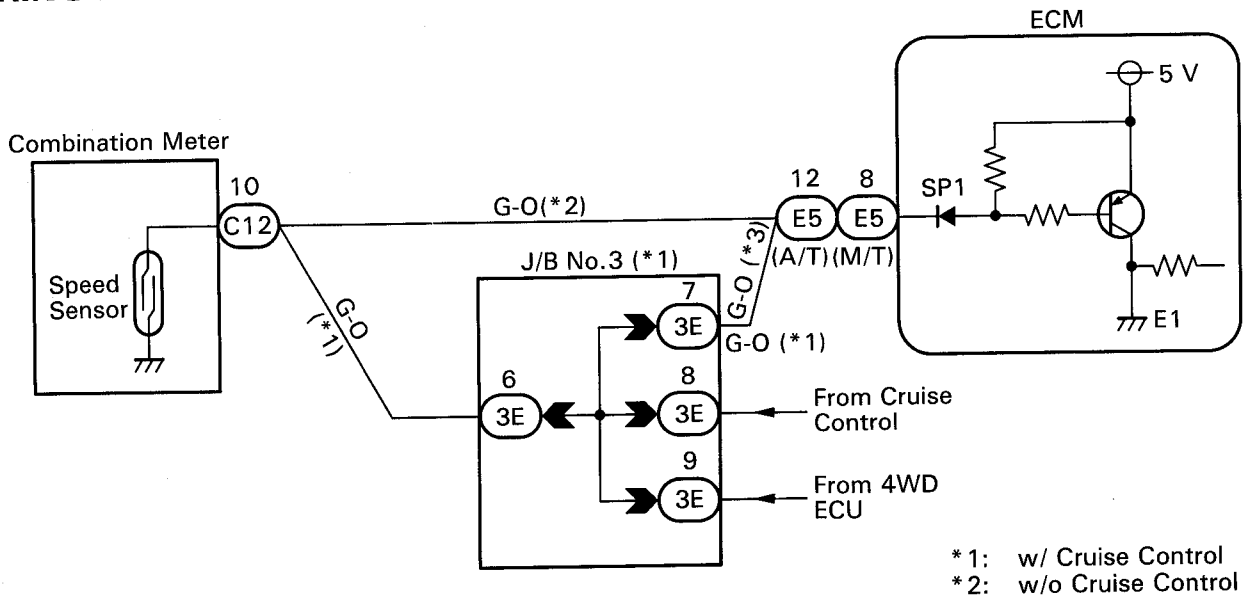 ECM
5 V
Combination Meter
10
C12
G-O(*2)
12
8
E5
E5
SP1
(A/T)
(M/T)
Speed
Sensor
G-O
(*1)
J/B No.3 (*1)
G-O (*3)
7
3E
G-O (*1)
E1
6
3E
8
3E
From Cruise
Control
9
3E
From 4WD
ECU
*1: w/ Cruise Control
*2: w/o Cruise Control